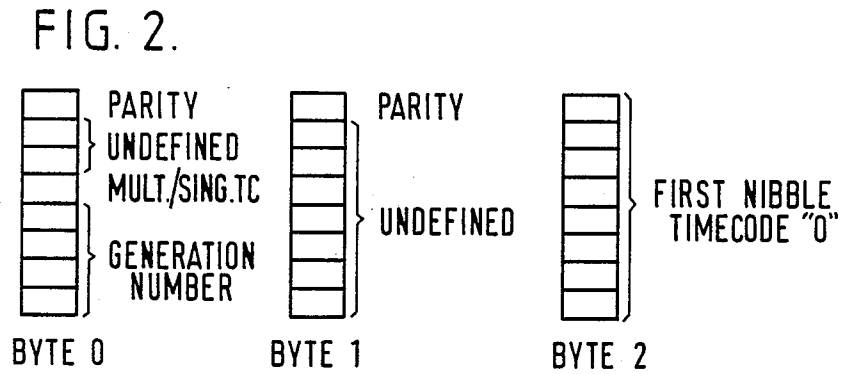 FIG. 2.
PARITY
UNDEFINED
MULT./SING.TC
GENERATION
NUMBER
BYTE 0
PARITY
UNDEFINED
BYTE 1
FIRST NIBBLE
TIMECODE "0"
BYTE 2